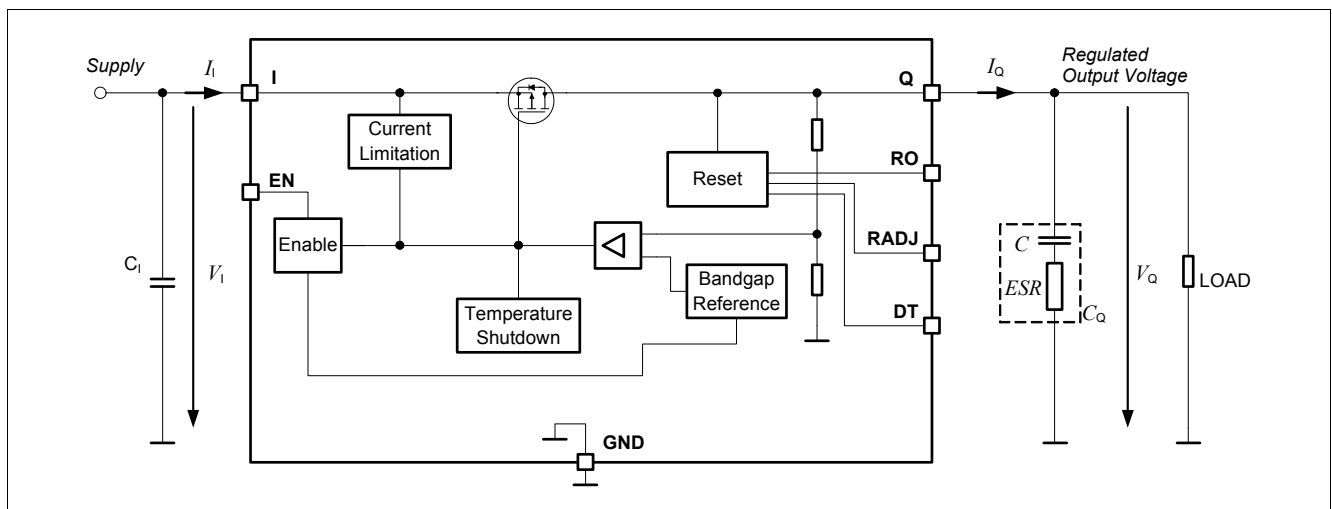 Supply
I_I
I
Q
I_Q
Regulated
Output Voltage
Current
Limitation
RO
Reset
EN
Enable
RADJ
C_I
V_I
Bandgap
Reference
Temperature
Shutdown
DT
C
ESR
C_Q
V_Q
LOAD
GND